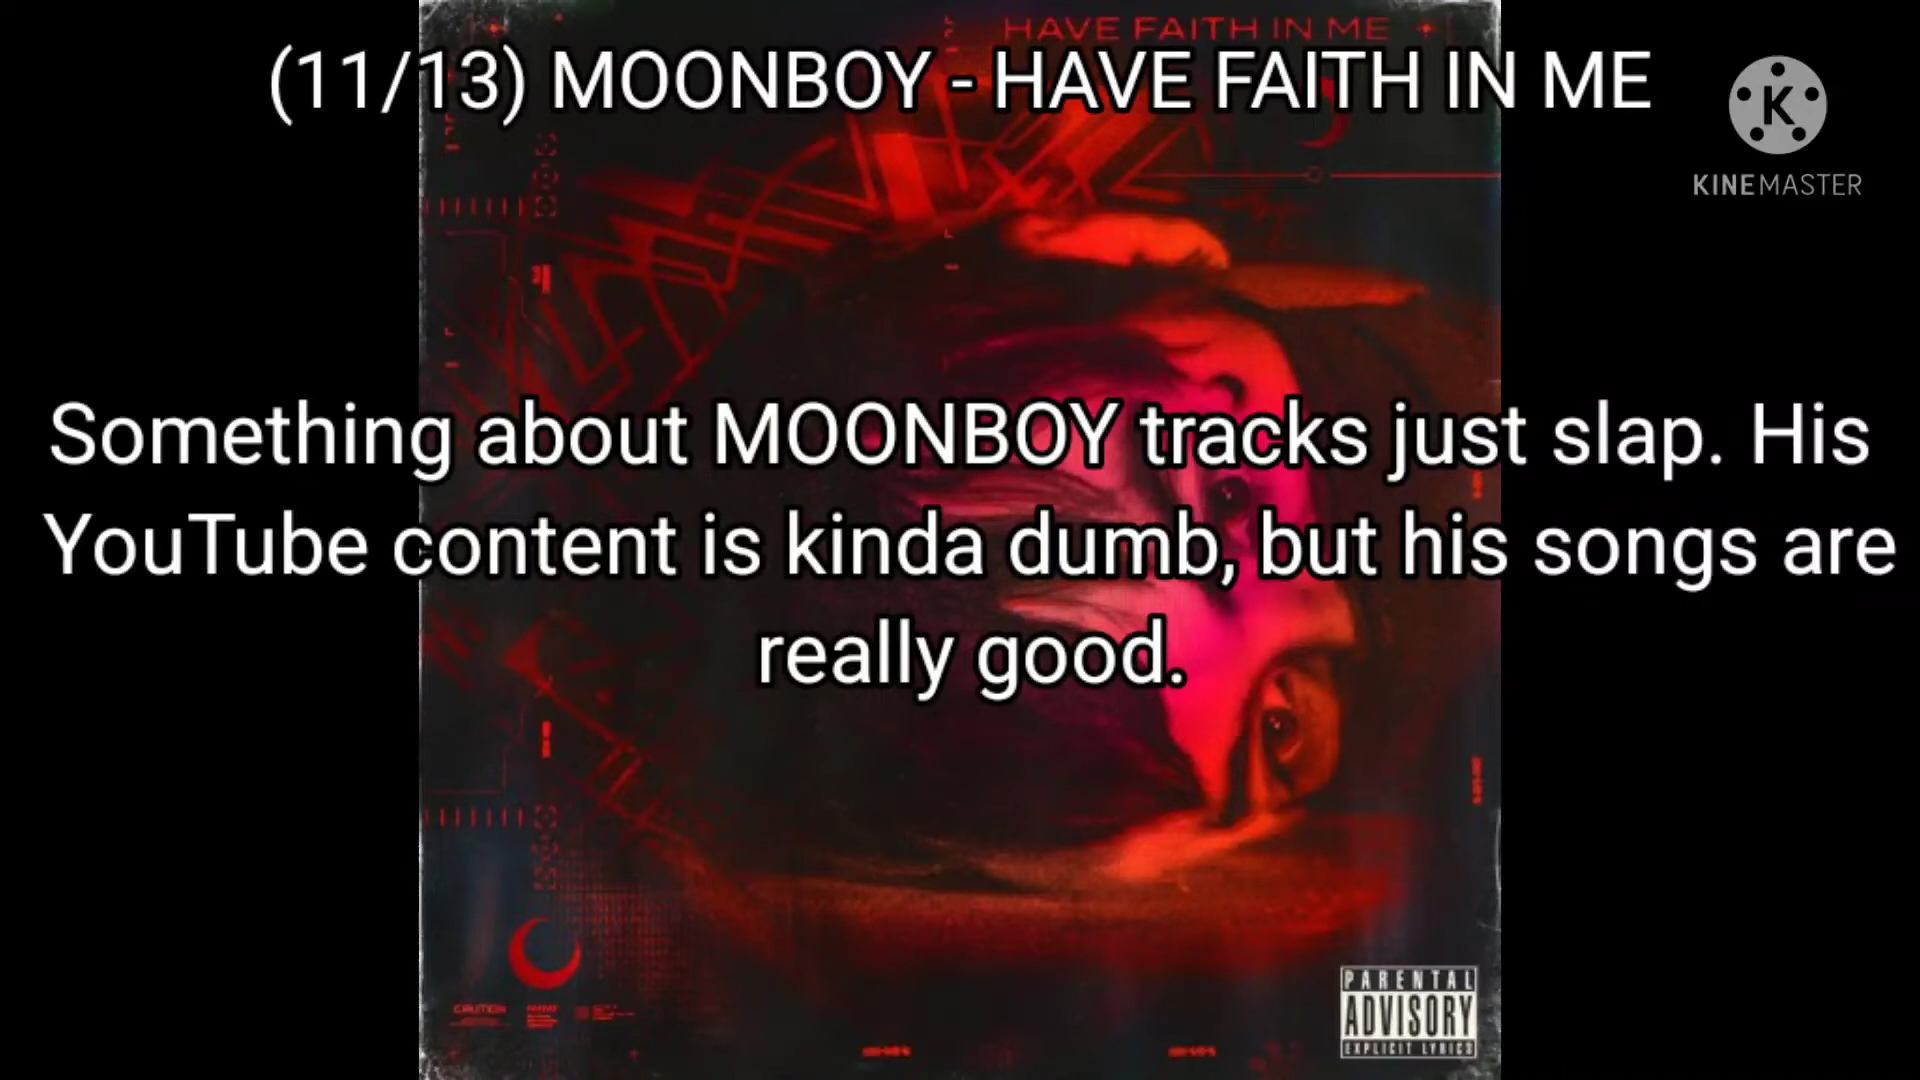 HAVE FAITH IN ME
(11/13) MOONBOY - HAVE FAITH IN ME
K
KINEMASTER
Something about MOONBOY tracks just slap. His
YouTube content is kinda dumb, but his songs are
really good.
PARENTAL
ADVISORY
EXPLICIT LYRICS